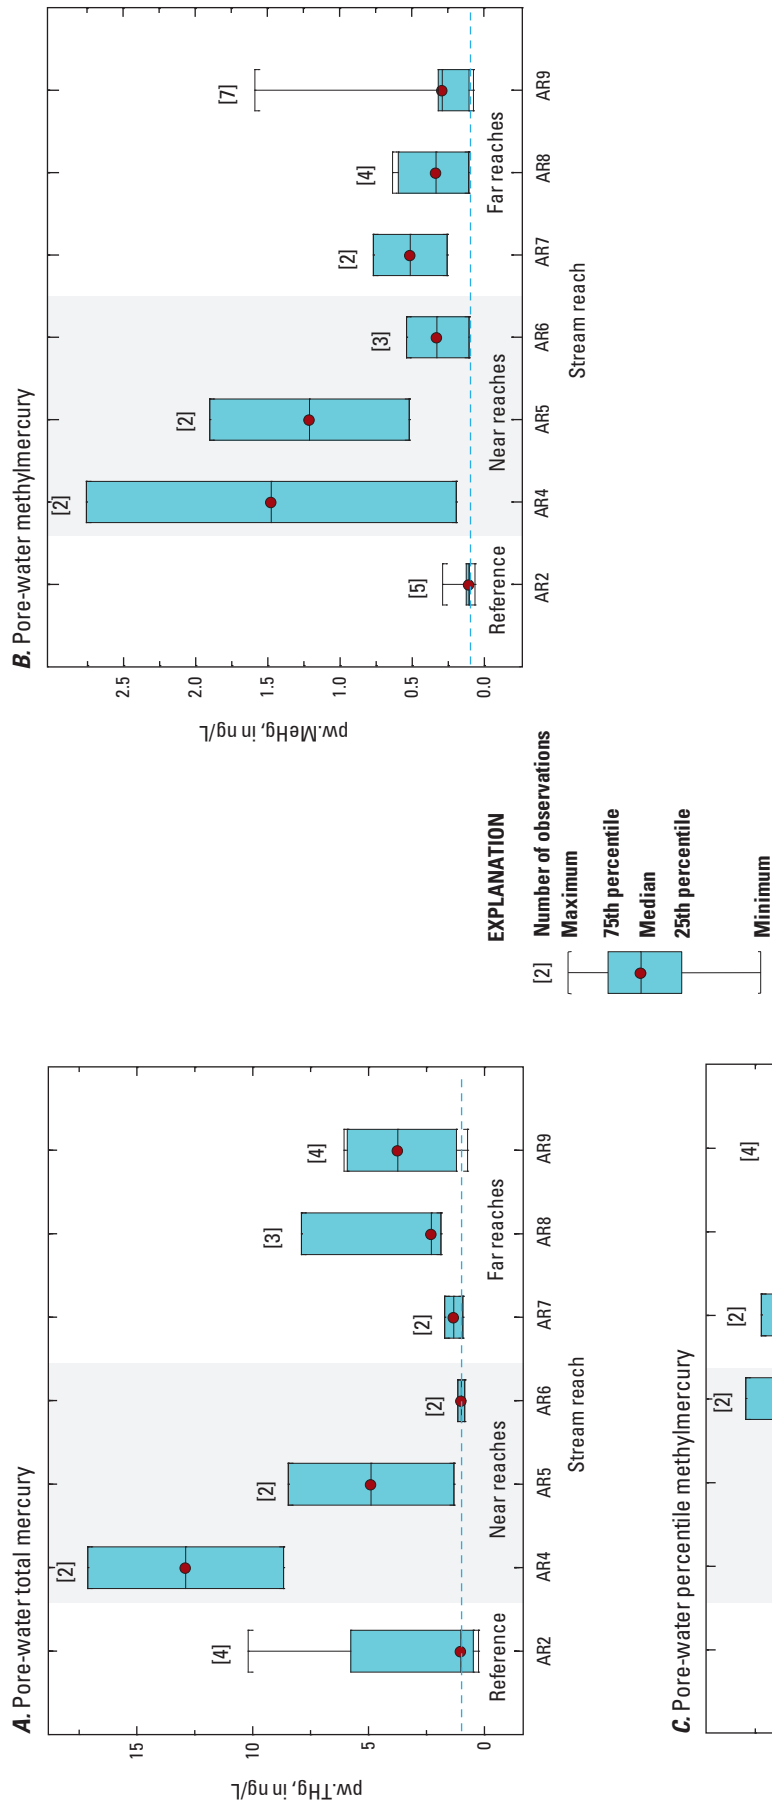 A. Pore-water total mercury
pw.THg, in ng/L
15
10
5
0
[4]
[2]
[2]
[2]
[2]
[3]
[4]
Reference
Near reaches
Far reaches
AR2
AR4
AR5
AR6
AR7
AR8
AR9
Stream reach
B. Pore-water methylmercury
pw.MeHg, in ng/L
2.5
2.0
1.5
1.0
0.5
0.0
[5]
[2]
[2]
[3]
[2]
[4]
[7]
Reference
Near reaches
Far reaches
AR2
AR4
AR5
AR6
AR7
AR8
AR9
Stream reach
C. Pore-water percentile methylmercury
[2]
[2]
[4]
EXPLANATION
[2]
Number of observations
Maximum
75th percentile
Median
25th percentile
Minimum